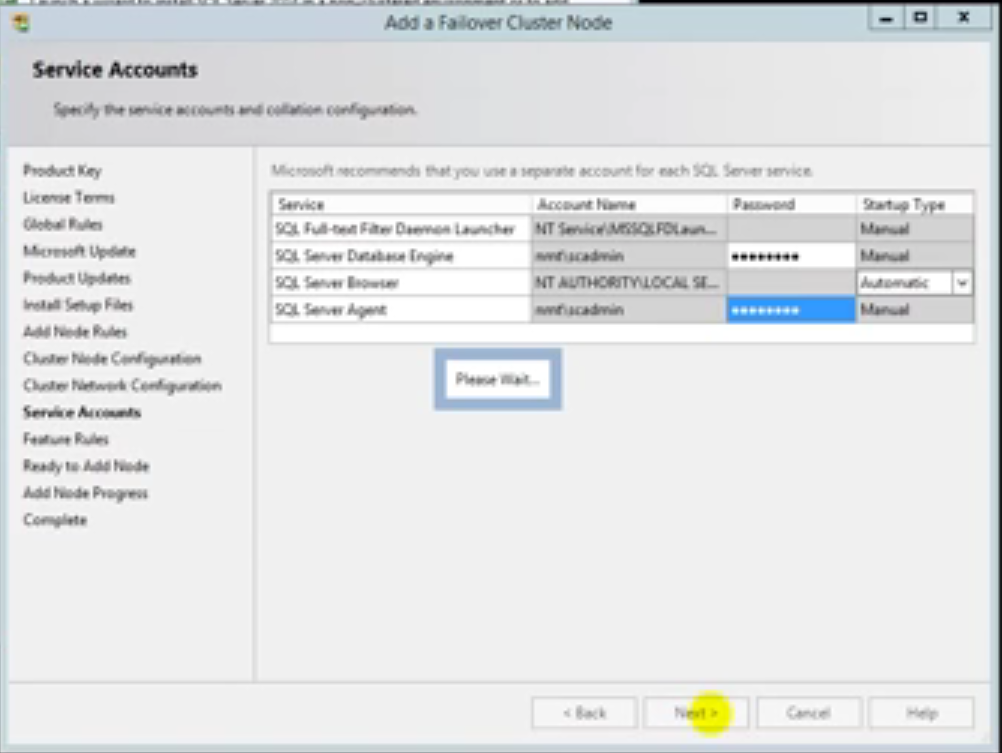 Add a Failover Cluster Node
Service Accounts
Specify the service accounts and collation configuration.
Product Key
License Terms
Global Rules
Microsoft Update
Product Updates
Install Setup Files
Add Node Rules
Cluster Node Configuration
Cluster Network Configuration
Service Accounts
Feature Rules
Ready to Add Node
Add Node Progress
Complete
Microsoft recommends that you use a separate account for each SQL Server service.
Service Account Name Password Startup Type
SQL Full-text Filter Daemon Launcher NT Service\MSSQLFDLaun... Manual
SQL Server Database Engine nmt\scadmin ●●●●●●●● Manual
SQL Server Browser NT AUTHORITY\LOCAL SE... Automatic
SQL Server Agent nmt\scadmin ●●●●●●●● Manual
Please Wait...
< Back Next > Cancel Help